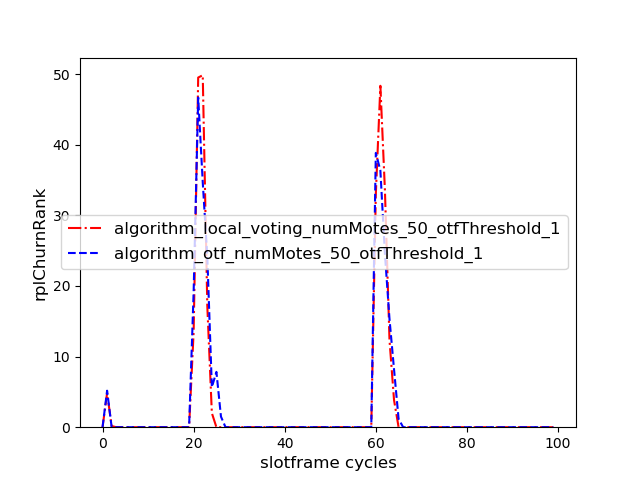 50
40
30
20
10
0
rplChurnRank
algorithm_local_voting_numMotes_50_otfThreshold_1
algorithm_otf_numMotes_50_otfThreshold_1
0 20 40 60 80 100
slotframe cycles